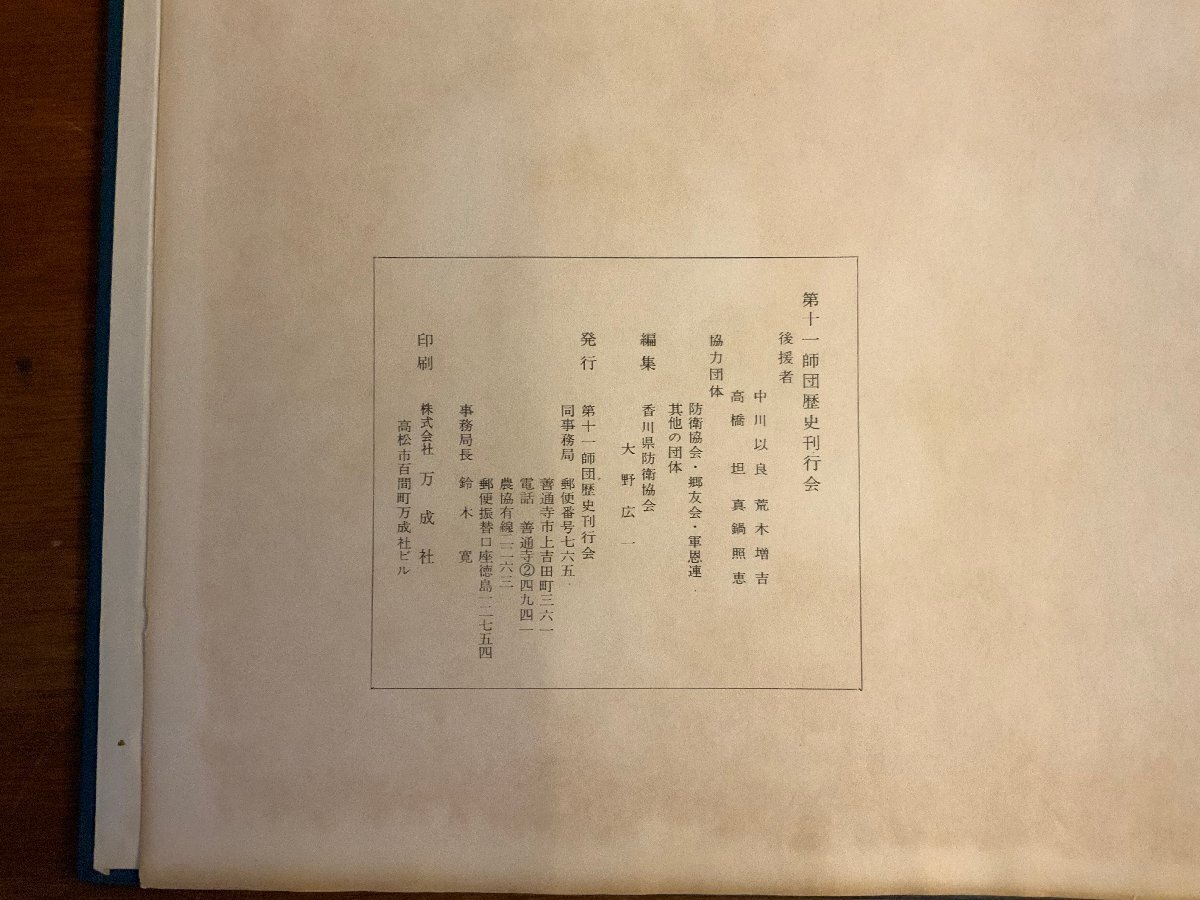 第十一師団歴史刊行会
後援者
中川以良 荒木増吉
高橋坦 真鍋照恵
協力団体
防衛協会・郷友会・軍恩連
其他の団体
編集 香川県防衛協会
大野広一
発行 第十一師団歴史刊行会
同事務局 郵便番号七六五
善通寺市上吉田町三六一
電話 善通寺②四九四一
農協有線二二六三
郵便振替口座徳島一二七五四
事務局長 鈴木寛
印刷 株式会社 万成社
高松市百間町万成社ビル